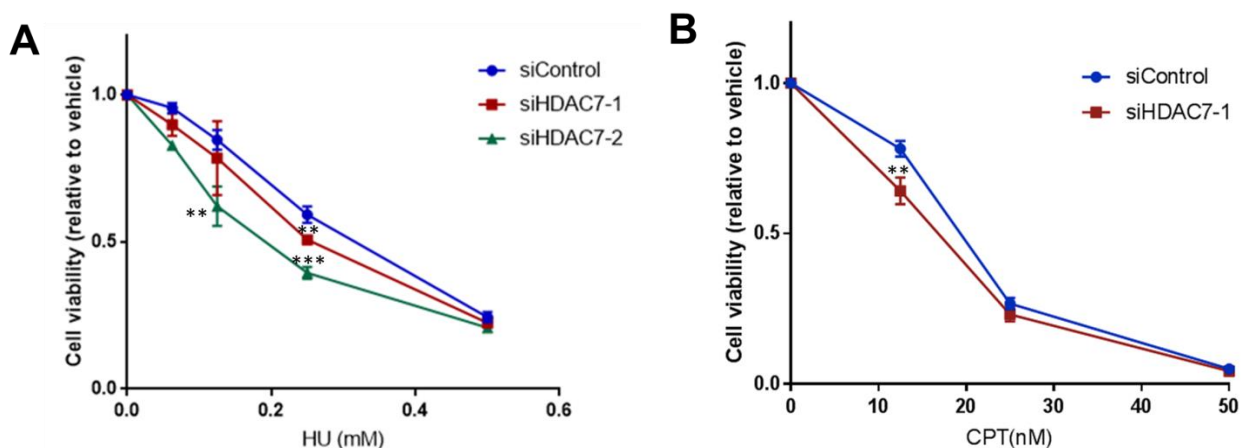 A
Cell viability (relative to vehicle)
1.0
0.5
0.0
siControl
siHDAC7-1
siHDAC7-2
**
**
***
0.0 0.2 0.4 0.6
HU (mM)
B
Cell viability (relative to vehicle)
1.0
0.5
0.0
siControl
siHDAC7-1
**
0 10 20 30 40 50
CPT(nM)